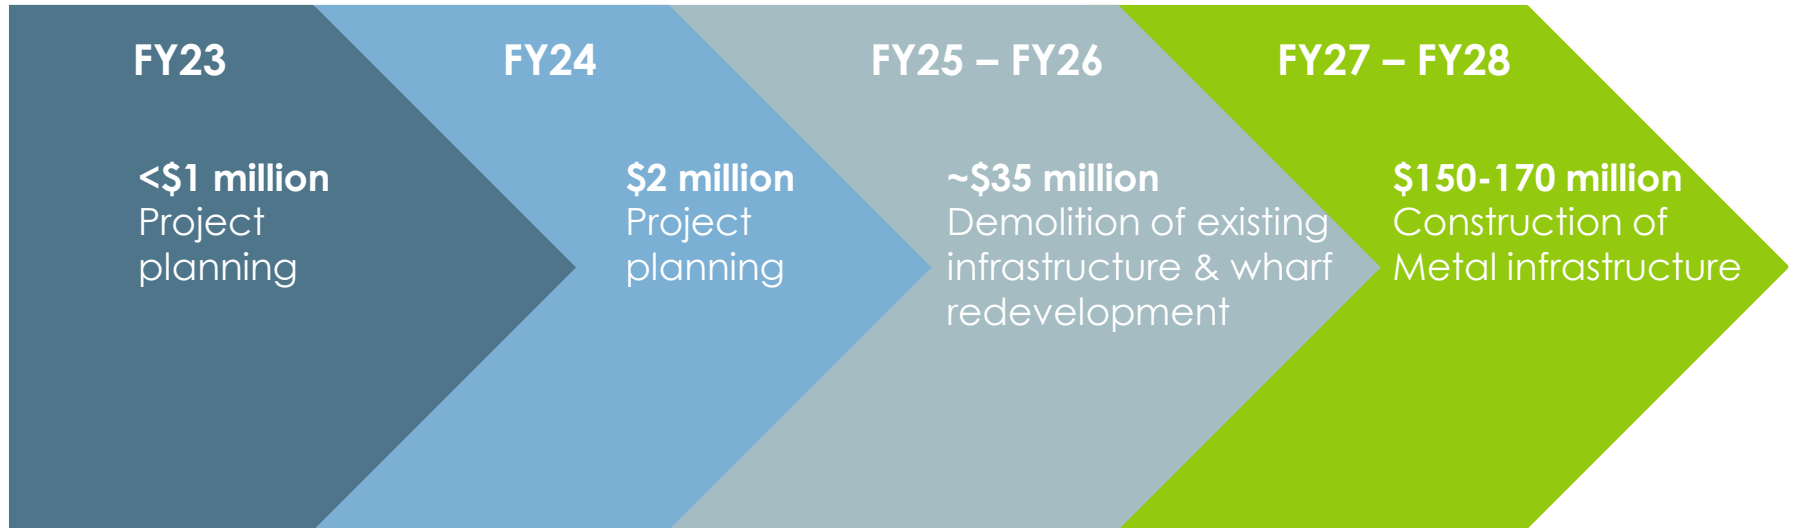 FY23
<$1 million
Project
planning
FY24
$2 million
Project
planning
FY25 – FY26
~$35 million
Demolition of existing
infrastructure & wharf
redevelopment
FY27 – FY28
$150-170 million
Construction of
Metal infrastructure